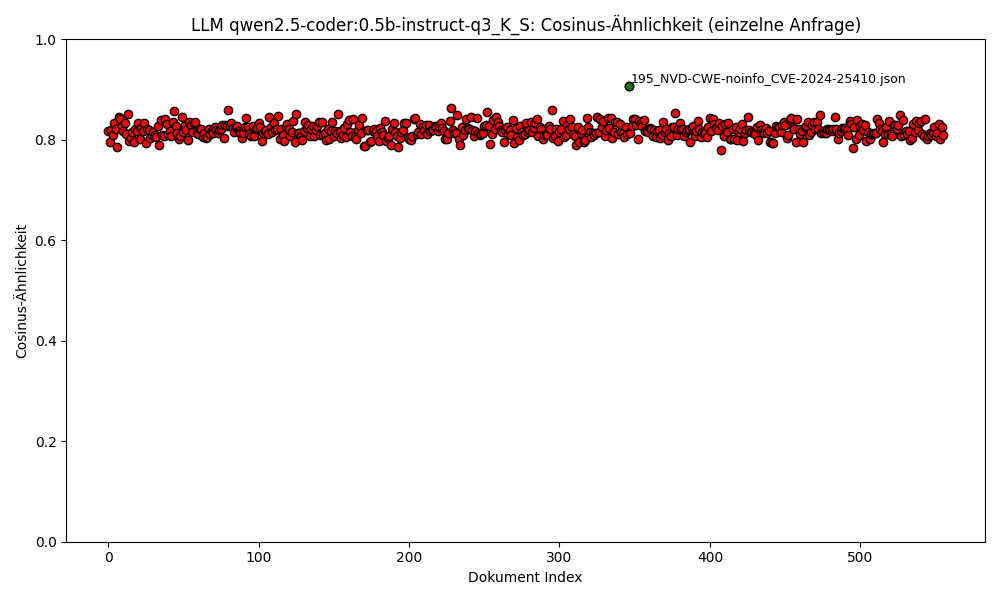 LLM qwen2.5-coder:0.5b-instruct-q3_K_S: Cosinus-Ähnlichkeit (einzelne Anfrage)
1.0
195_NVD-CWE-noinfo_CVE-2024-25410.json
0.8
0.6
Cosinus-Ähnlichkeit
0.4
0.2
0.0
0 100 200 300 400 500
Dokument Index